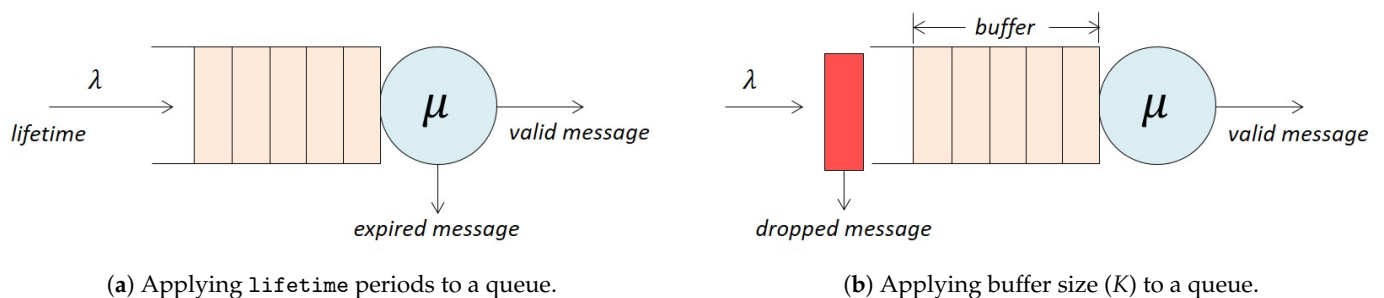 λ
lifetime
μ
valid message
expired message
(a) Applying lifetime periods to a queue.
buffer
λ
μ
valid message
dropped message
(b) Applying buffer size (K) to a queue.